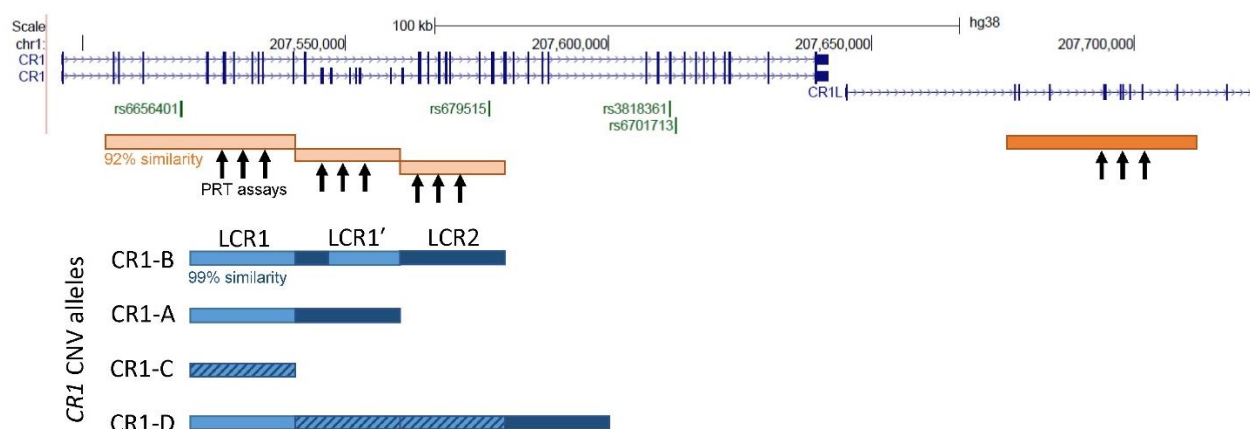 Scale 100 kb hg38
chr1: 207,550,000 207,600,000 207,650,000 207,700,000
CR1
CR1
CR1L
rs6656401 rs679515 rs3818361
rs6701713
92% similarity
PRT assays
LCR1 LCR1′ LCR2
CR1-B
99% similarity
CR1-A
CR1-C
CR1-D
CR1 CNV alleles